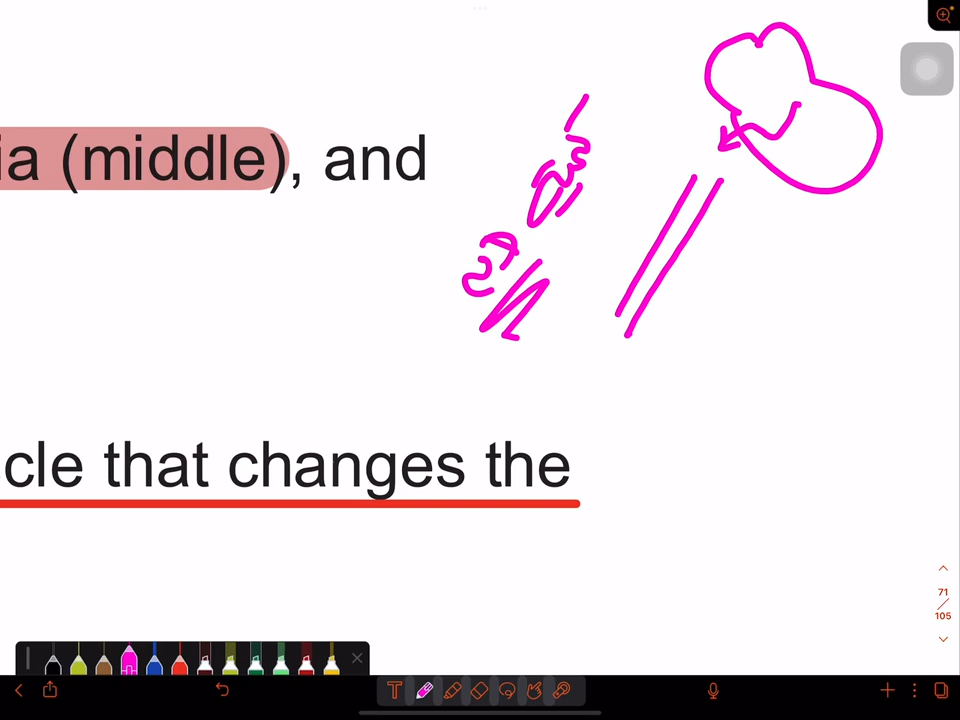 ia (middle), and
cle that changes the
71
105
T